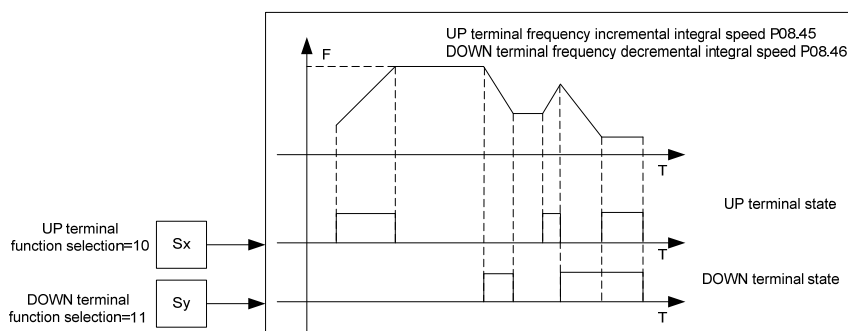 UP terminal frequency incremental integral speed P08.45
DOWN terminal frequency decremental integral speed P08.46
F
T
UP terminal state
UP terminal
function selection=10
Sx
T
DOWN terminal state
DOWN terminal
function selection=11
Sy
T